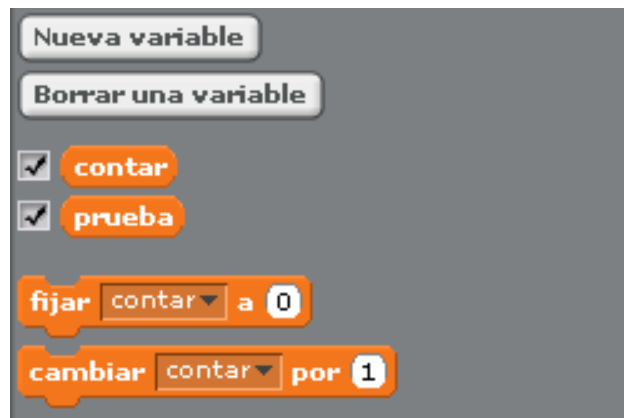 Nueva variable
Borrar una variable
contar
prueba
fijar contar a 0
cambiar contar por 1